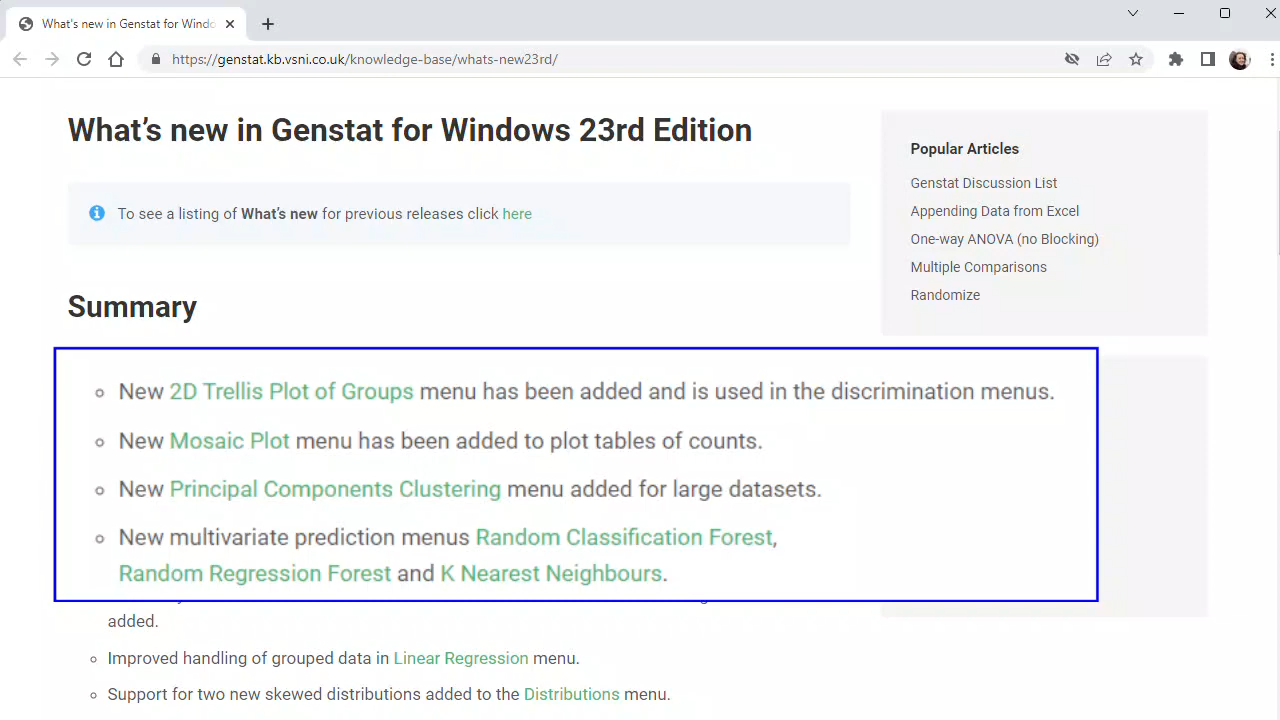 What's new in Genstat for Windo
https://genstat.kb.vsni.co.uk/knowledge-base/whats-new23rd/
What's new in Genstat for Windows 23rd Edition
To see a listing of What's new for previous releases click here
Summary
New 2D Trellis Plot of Groups menu has been added and is used in the discrimination menus.
New Mosaic Plot menu has been added to plot tables of counts.
New Principal Components Clustering menu added for large datasets.
New multivariate prediction menus Random Classification Forest,
Random Regression Forest and K Nearest Neighbours.
added.
Improved handling of grouped data in Linear Regression menu.
Support for two new skewed distributions added to the Distributions menu.
Popular Articles
Genstat Discussion List
Appending Data from Excel
One-way ANOVA (no Blocking)
Multiple Comparisons
Randomize